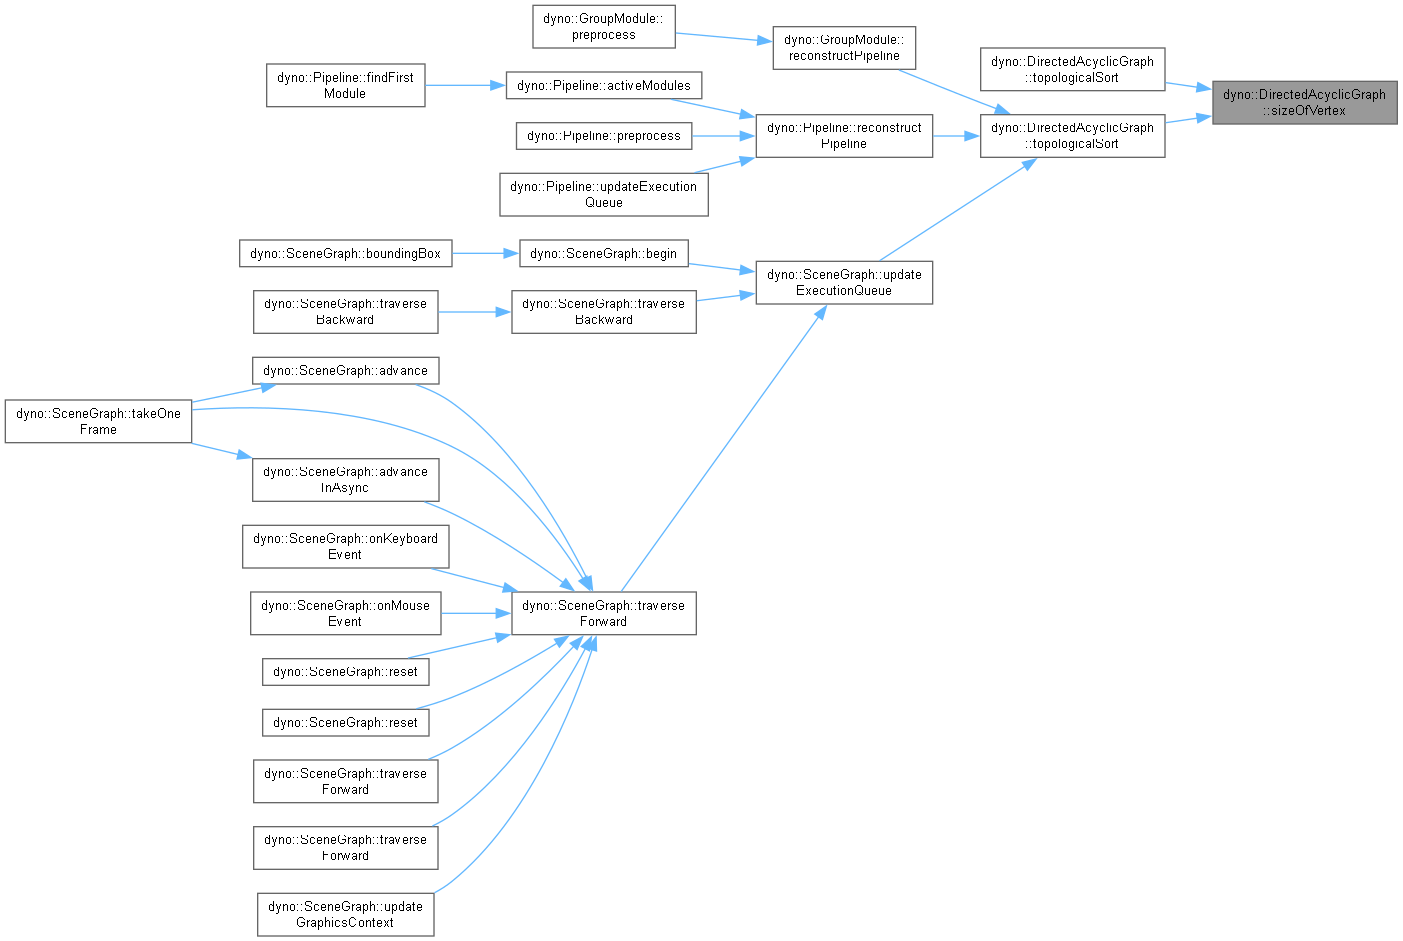 dyno::GroupModule::
preprocess
dyno::GroupModule::
reconstructPipeline
dyno::DirectedAcyclicGraph
::topologicalSort
dyno::Pipeline::findFirst
Module
dyno::Pipeline::activeModules
dyno::DirectedAcyclicGraph
::sizeOfVertex
dyno::Pipeline::preprocess
dyno::Pipeline::reconstruct
Pipeline
dyno::DirectedAcyclicGraph
::topologicalSort
dyno::Pipeline::updateExecution
Queue
dyno::SceneGraph::boundingBox
dyno::SceneGraph::begin
dyno::SceneGraph::update
ExecutionQueue
dyno::SceneGraph::traverse
Backward
dyno::SceneGraph::traverse
Backward
dyno::SceneGraph::advance
dyno::SceneGraph::takeOne
Frame
dyno::SceneGraph::advance
InAsync
dyno::SceneGraph::onKeyboard
Event
dyno::SceneGraph::onMouse
Event
dyno::SceneGraph::traverse
Forward
dyno::SceneGraph::reset
dyno::SceneGraph::reset
dyno::SceneGraph::traverse
Forward
dyno::SceneGraph::traverse
Forward
dyno::SceneGraph::update
GraphicsContext